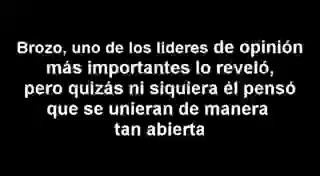 Brozo, uno de los lideres de opinión
más importantes lo reveló,
pero quizás ni siquiera él pensó
que se unieran de manera
tan abierta